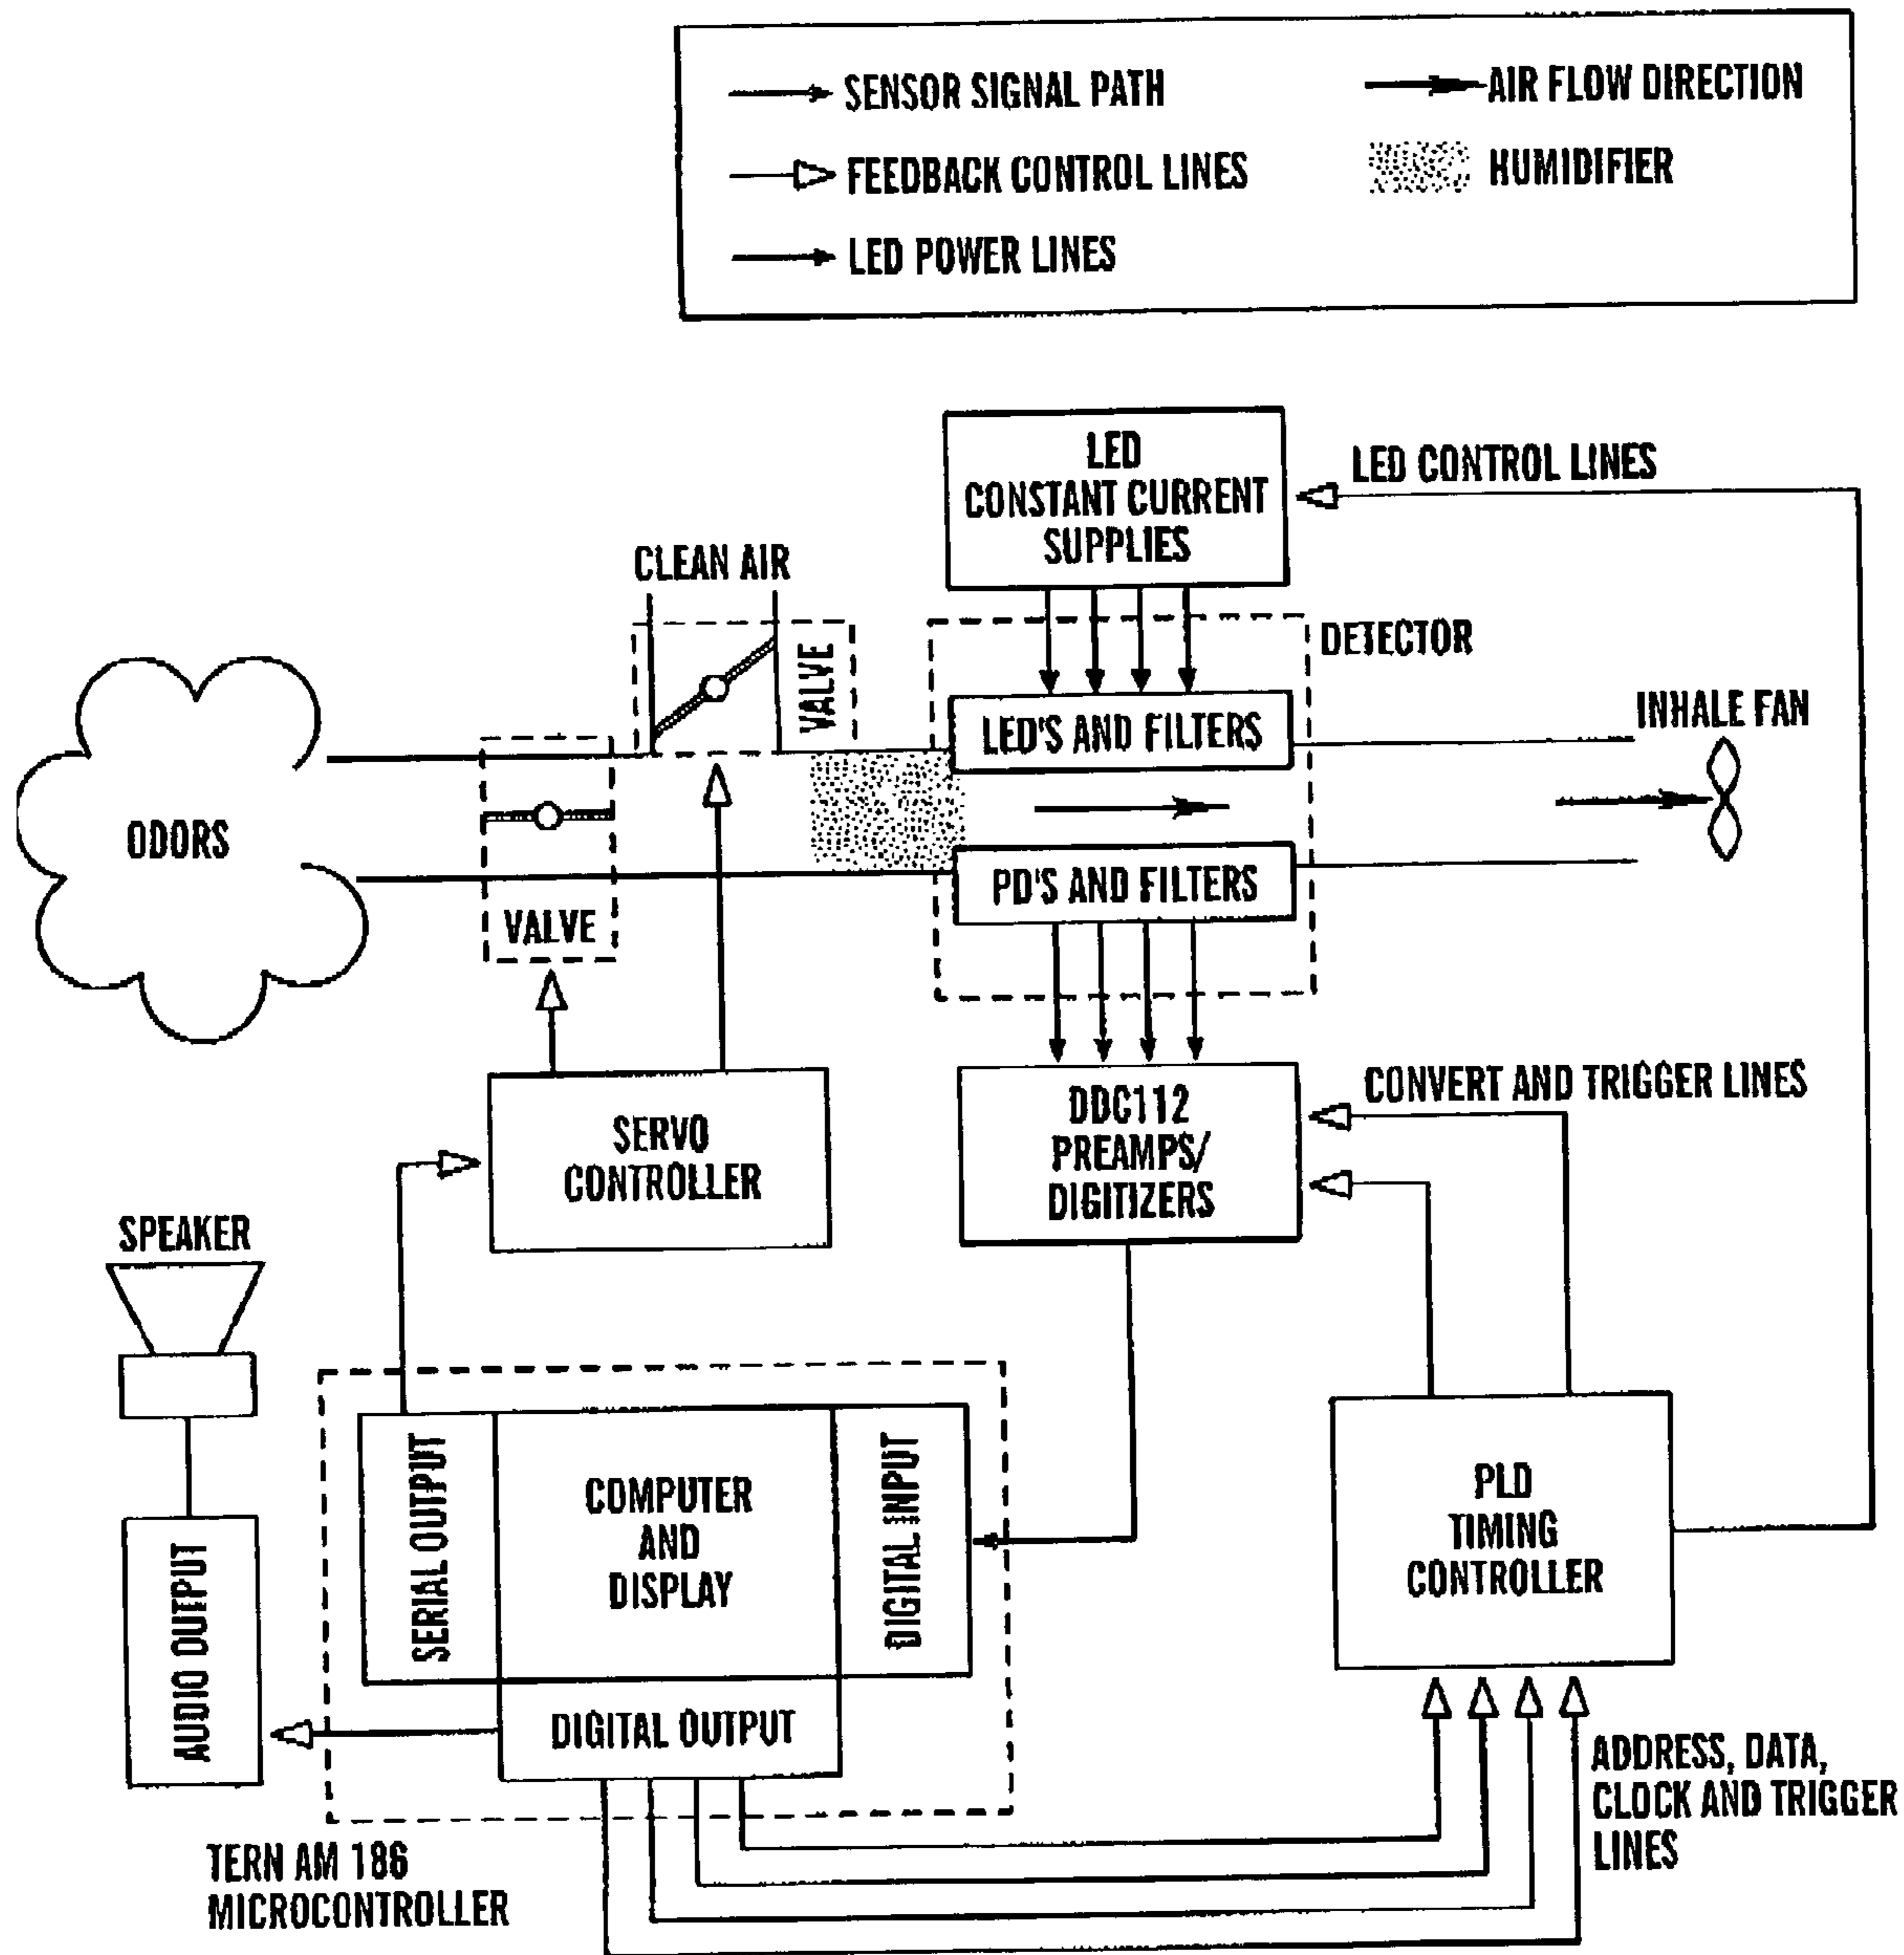 SENSOR SIGNAL PATH
AIR FLOW DIRECTION
FEEDBACK CONTROL LINES
HUMIDIFIER
LED POWER LINES
LED
CONSTANT CURRENT
SUPPLIES
LED CONTROL LINES
CLEAN AIR
VALVE
DETECTOR
LED'S AND FILTERS
INHALE FAN
ODORS
PD'S AND FILTERS
VALVE
SERVO
CONTROLLER
DDC112
PREAMPS/
DIGITIZERS
CONVERT AND TRIGGER LINES
SPEAKER
SERIAL OUTPUT
COMPUTER
AND
DISPLAY
DIGITAL INPUT
PLD
TIMING
CONTROLLER
AUDIO OUTPUT
DIGITAL OUTPUT
ADDRESS, DATA,
CLOCK AND TRIGGER
LINES
TERN AM 186
MICROCONTROLLER